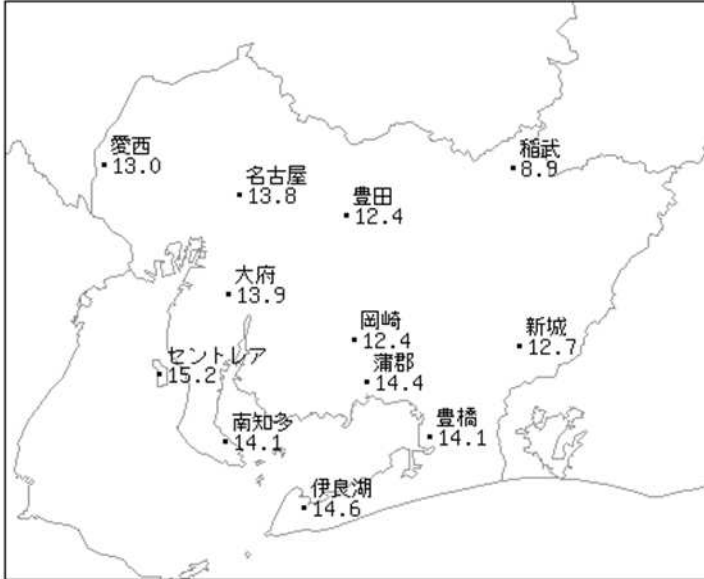 愛西
13.0
稲武
8.9
名古屋
13.8
豊田
12.4
大府
13.9
岡崎
12.4
新城
12.7
セントレア
15.2
蒲郡
14.4
南知多
14.1
豊橋
14.1
伊良湖
14.6